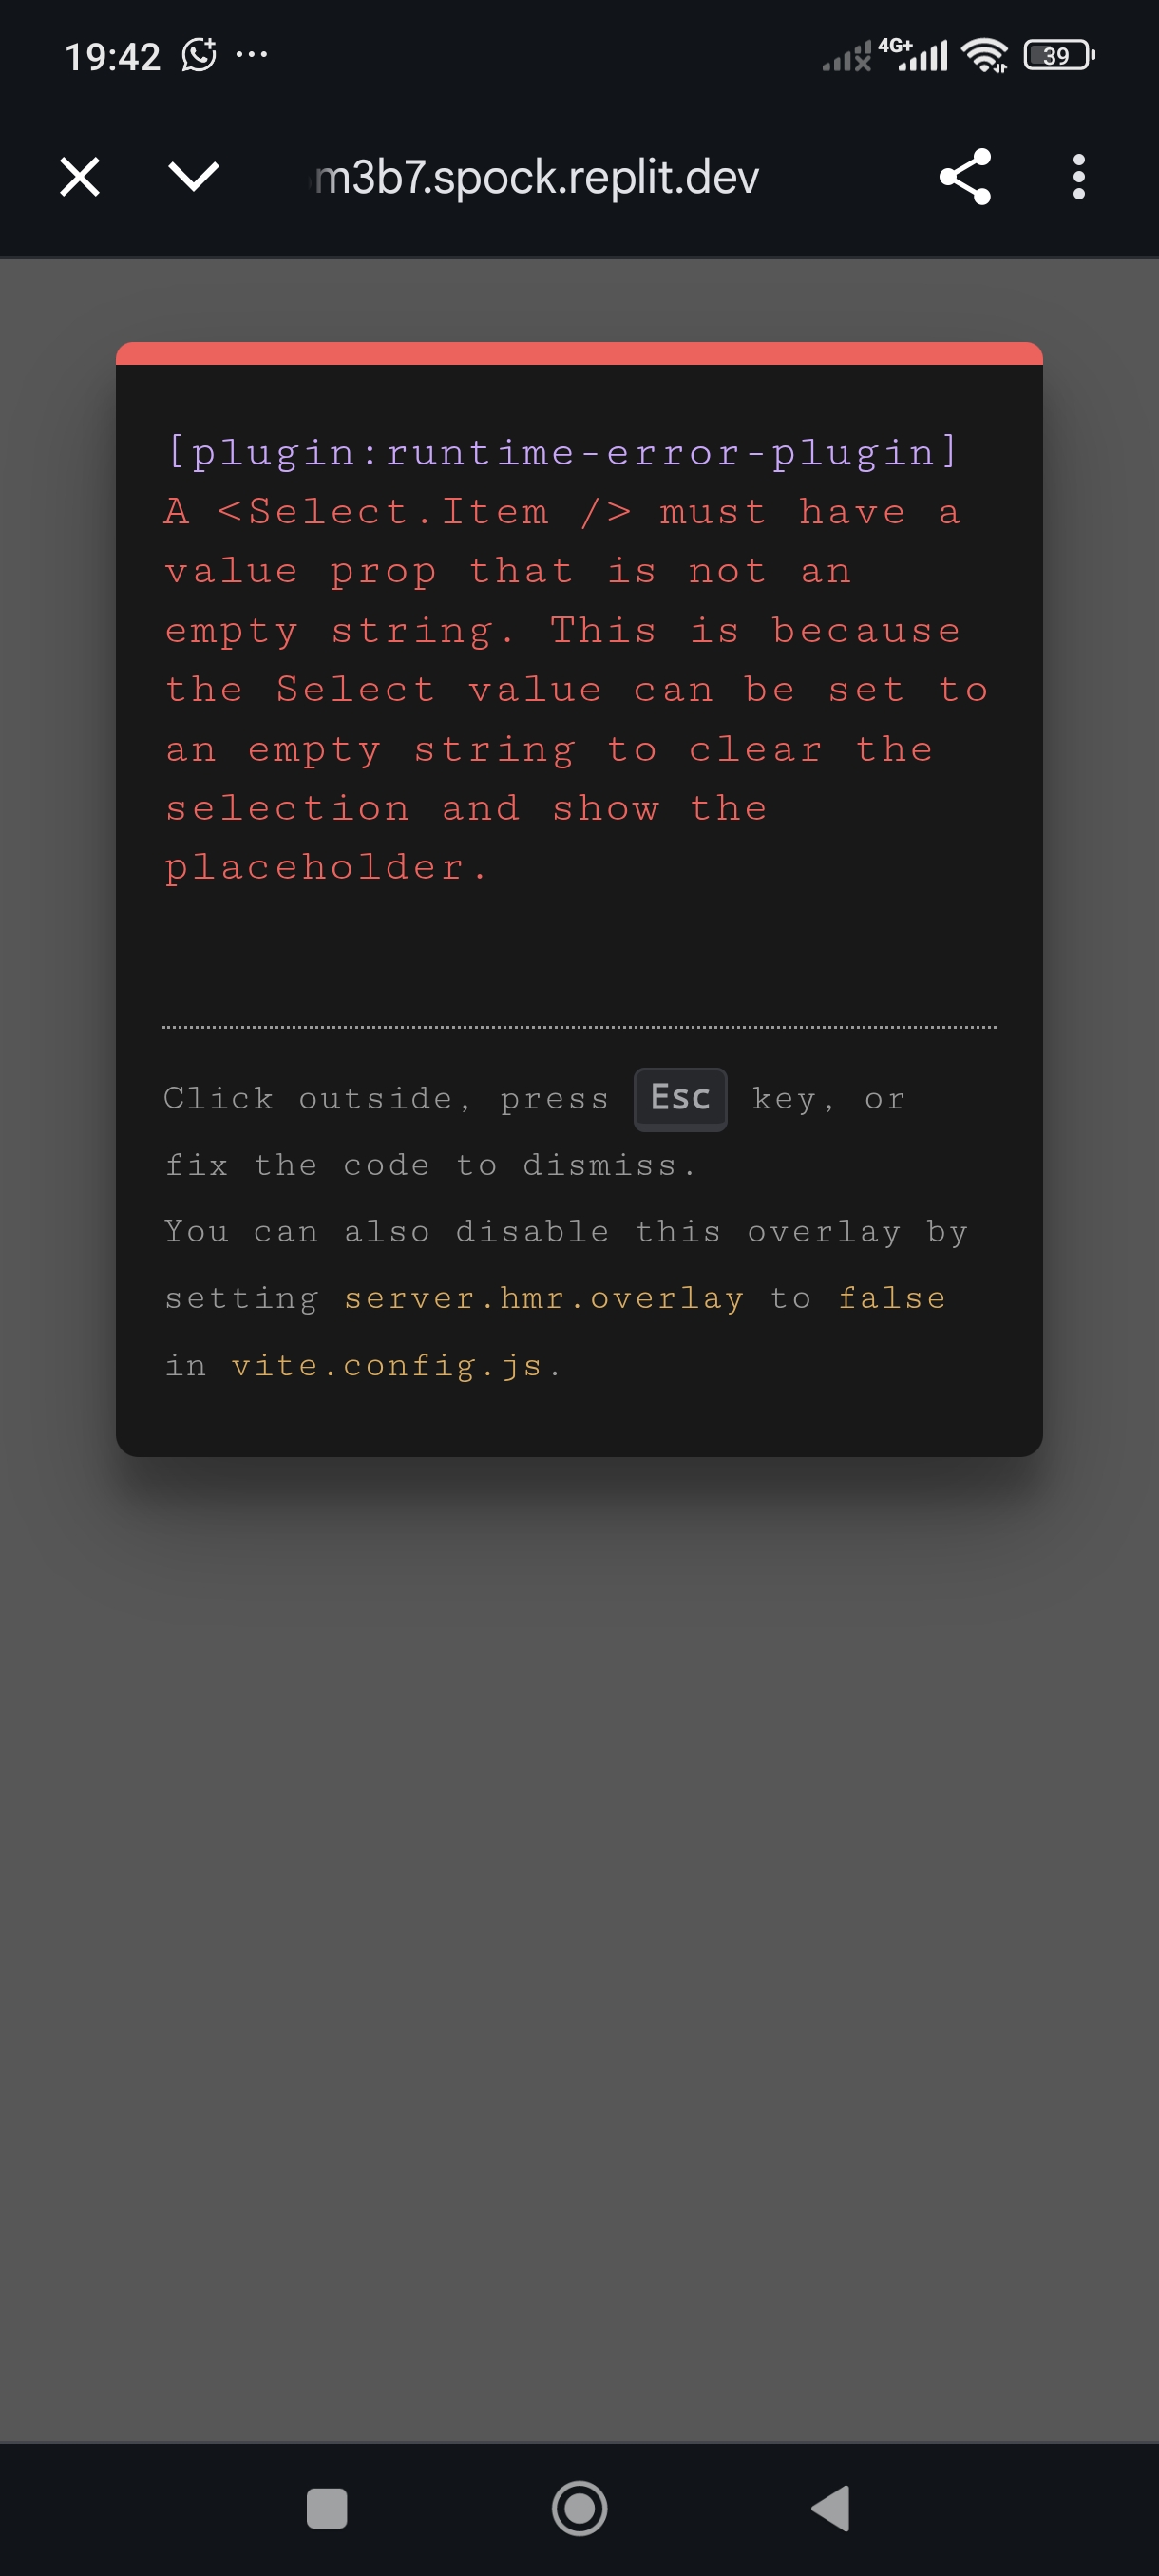 19:42
4G+
39
m3b7.spock.replit.dev
[plugin:runtime-error-plugin]
A <Select.Item /> must have a
value prop that is not an
empty string. This is because
the Select value can be set to
an empty string to clear the
selection and show the
placeholder.
Click outside, press Esc key, or
fix the code to dismiss.
You can also disable this overlay by
setting server.hmr.overlay to false
in vite.config.js.